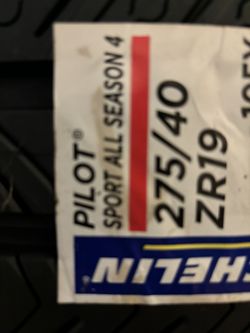 PILOT®
SPORT ALL SEASON 4
275/40
ZR19
HELIN